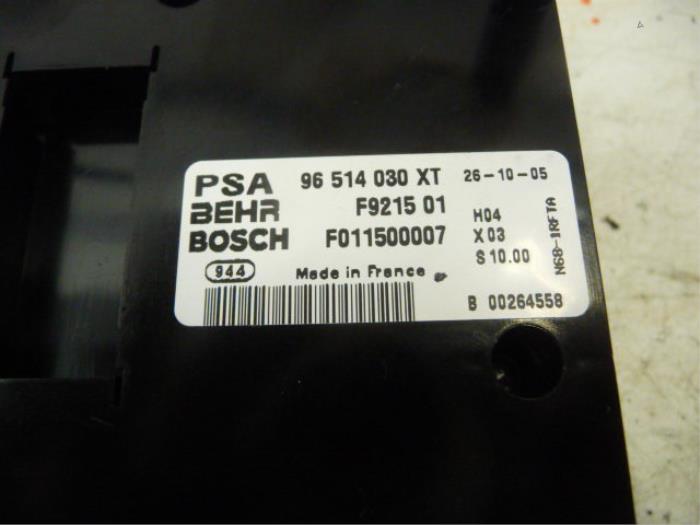 PSA 96 514 030 XT 26-10-05
BEHR F9215 01 H04
BOSCH F011500007 X 03
S 10.00
N68-1RFTA
944 Made in France
B 00264558